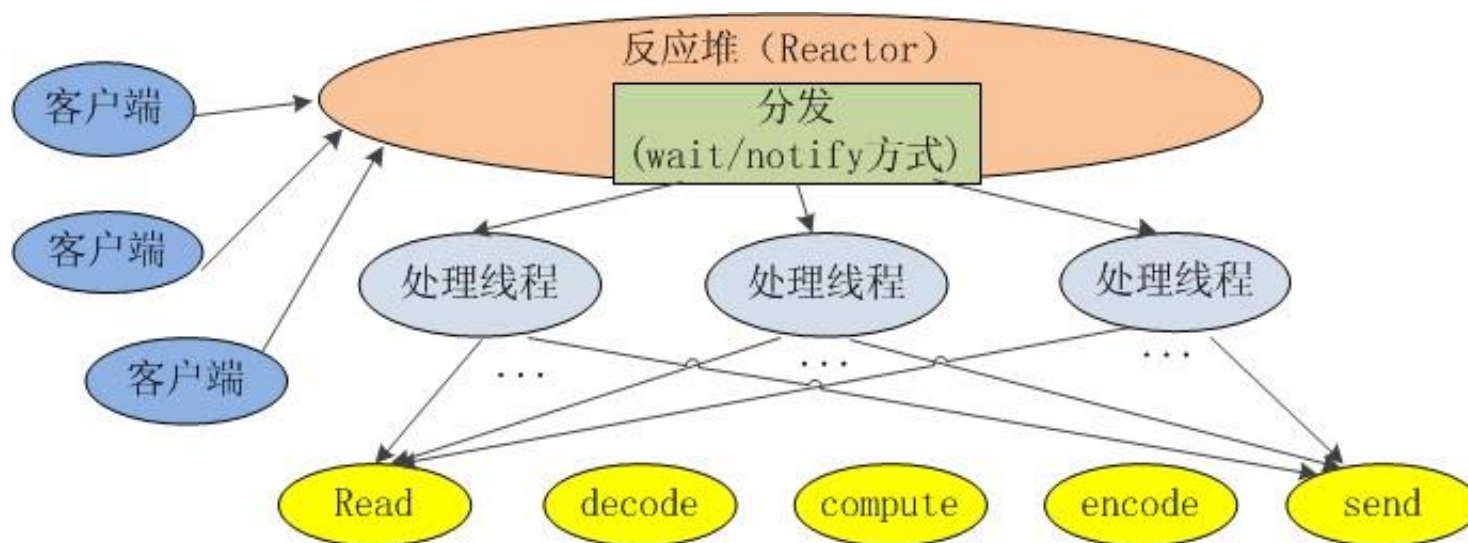 反应堆（Reactor）
分发
(wait/notify方式)
客户端
客户端
客户端
处理线程
处理线程
处理线程
...
...
...
Read
decode
compute
encode
send